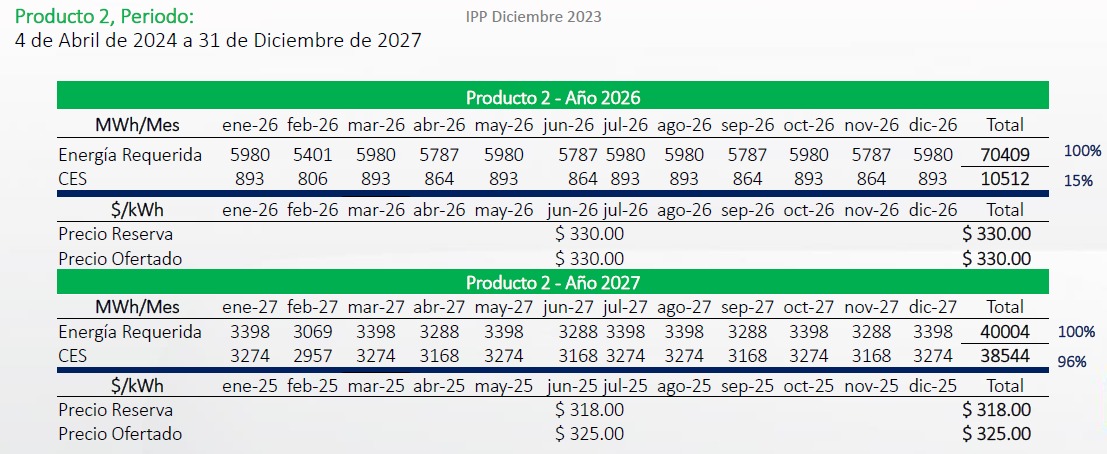 Producto 2, Periodo:
IPP Diciembre 2023
4 de Abril de 2024 a 31 de Diciembre de 2027
Producto 2 - Año 2026
MWh/Mes ene-26 feb-26 mar-26 abr-26 may-26 jun-26 jul-26 ago-26 sep-26 oct-26 nov-26 dic-26 Total
Energía Requerida 5980 5401 5980 5787 5980 5787 5980 5980 5787 5980 5787 5980 70409 100%
CES 893 806 893 864 893 864 893 893 864 893 864 893 10512 15%
$/kWh ene-26 feb-26 mar-26 abr-26 may-26 jun-26 jul-26 ago-26 sep-26 oct-26 nov-26 dic-26 Total
Precio Reserva $ 330.00 $ 330.00
Precio Ofertado $ 330.00 $ 330.00
Producto 2 - Año 2027
MWh/Mes ene-27 feb-27 mar-27 abr-27 may-27 jun-27 jul-27 ago-27 sep-27 oct-27 nov-27 dic-27 Total
Energía Requerida 3398 3069 3398 3288 3398 3288 3398 3398 3288 3398 3288 3398 40004 100%
CES 3274 2957 3274 3168 3274 3168 3274 3274 3168 3274 3168 3274 38544 96%
$/kWh ene-25 feb-25 mar-25 abr-25 may-25 jun-25 jul-25 ago-25 sep-25 oct-25 nov-25 dic-25 Total
Precio Reserva $ 318.00 $ 318.00
Precio Ofertado $ 325.00 $ 325.00